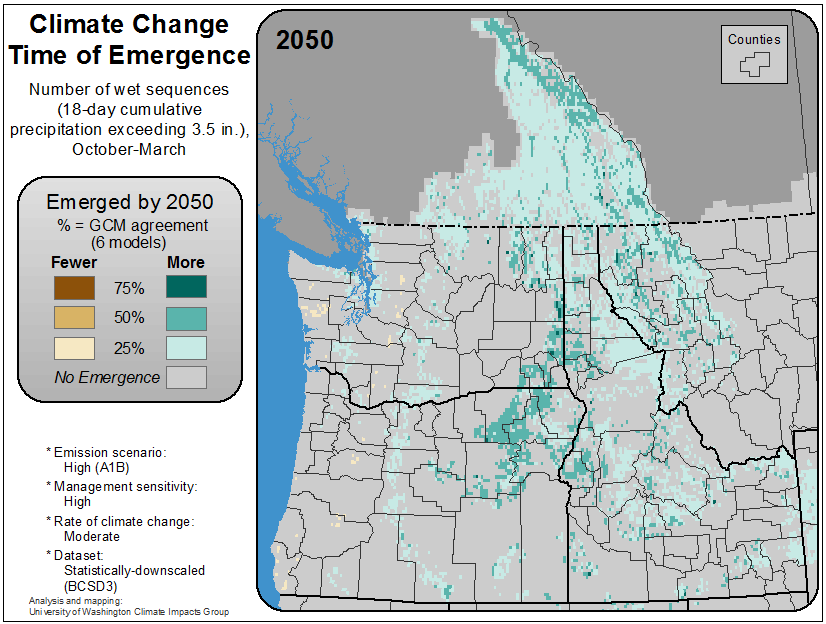 Climate Change
Time of Emergence
Number of wet sequences
(18-day cumulative
precipitation exceeding 3.5 in.),
October-March
Emerged by 2050
% = GCM agreement
(6 models)
Fewer More
75%
50%
25%
No Emergence
* Emission scenario:
High (A1B)
* Management sensitivity:
High
* Rate of climate change:
Moderate
* Dataset:
Statistically-downscaled
(BCSD3)
Analysis and mapping:
University of Washington Climate Impacts Group
2050
Counties